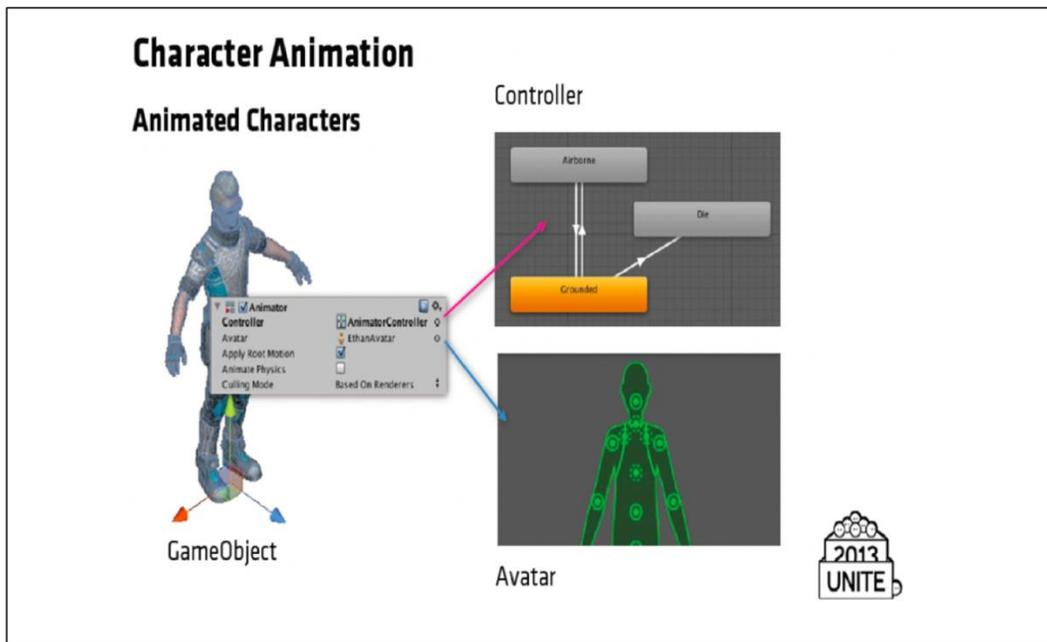 Character Animation
Animated Characters
Controller
Airborne
Die
Grounded
Animator
Controller AnimatorController
Avatar EthanAvatar
Apply Root Motion
Animate Physics
Culling Mode Based On Renderers
GameObject
Avatar
2013
UNITE